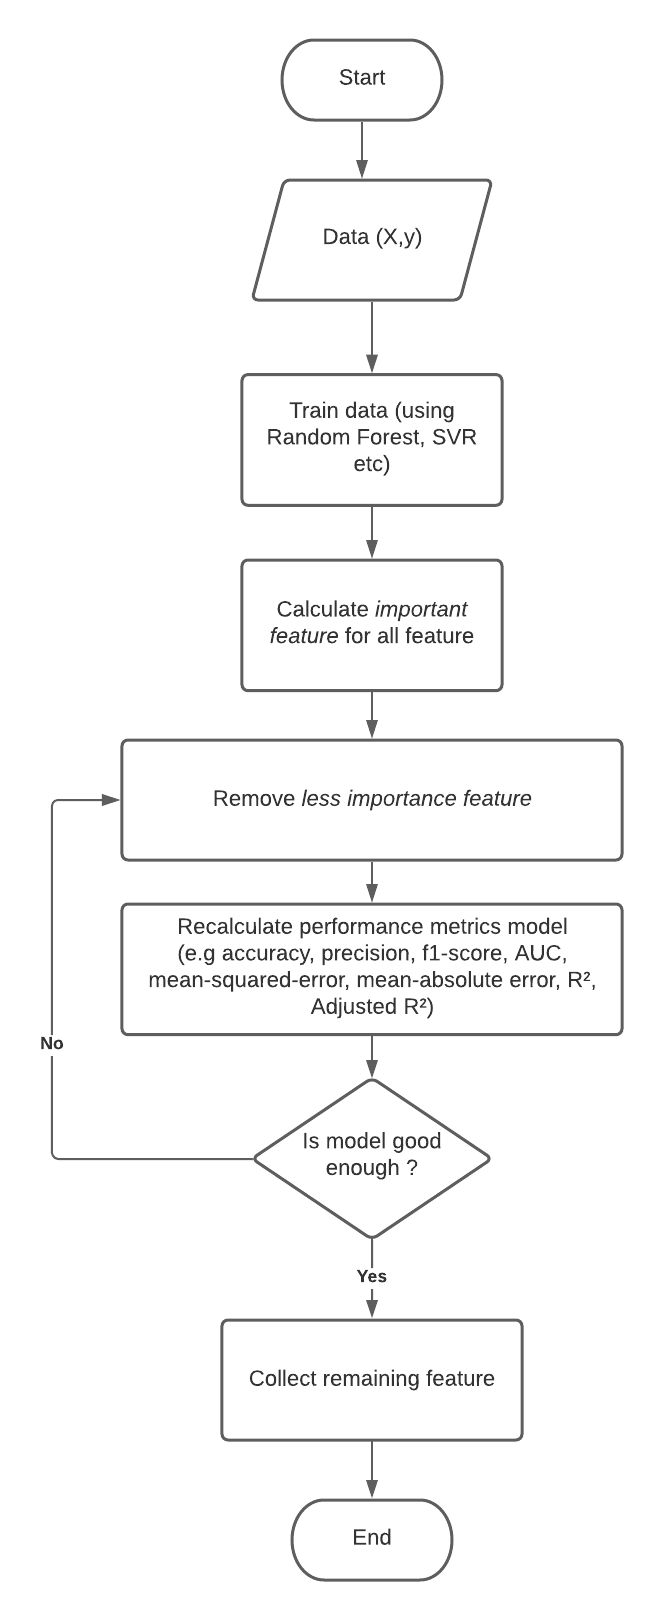 Start
Data (X,y)
Train data (using
Random Forest, SVR
etc)
Calculate important
feature for all feature
Remove less importance feature
Recalculate performance metrics model
(e.g accuracy, precision, f1-score, AUC,
mean-squared-error, mean-absolute error, R²,
Adjusted R²)
No
Is model good
enough ?
Yes
Collect remaining feature
End